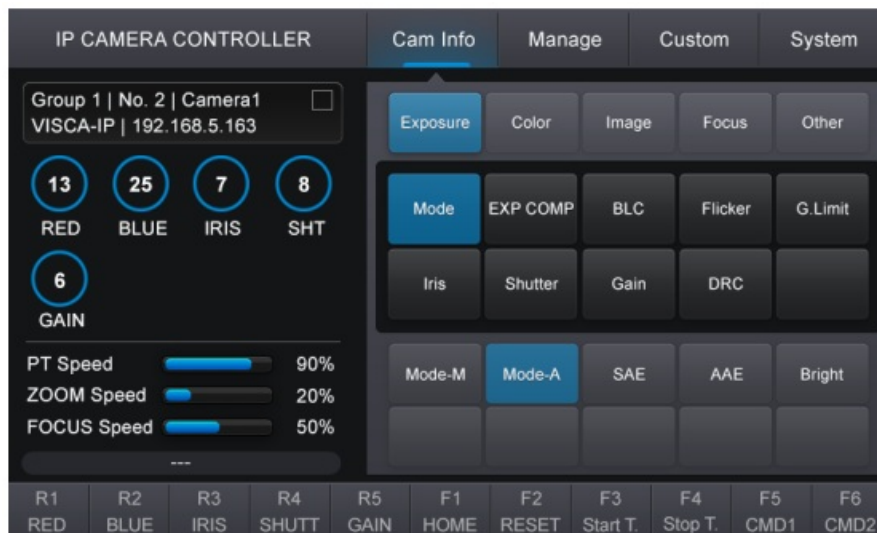 IP CAMERA CONTROLLER
Cam Info Manage Custom System
Group 1 | No. 2 | Camera1
VISCA-IP | 192.168.5.163
13 25 7 8
RED BLUE IRIS SHT
6
GAIN
PT Speed 90%
ZOOM Speed 20%
FOCUS Speed 50%
---
Exposure Color Image Focus Other
Mode EXP COMP BLC Flicker G.Limit
Iris Shutter Gain DRC
Mode-M Mode-A SAE AAE Bright
R1 R2 R3 R4 R5 F1 F2 F3 F4 F5 F6
RED BLUE IRIS SHUTT GAIN HOME RESET Start T. Stop T. CMD1 CMD2